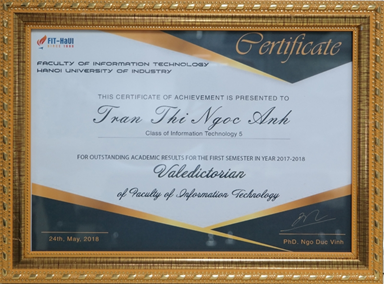 FIT-HaUI
SINCE 1999
Certificate
FACULTY OF INFORMATION TECHNOLOGY
HANOI UNIVERSITY OF INDUSTRY
THIS CERTIFICATE OF ACHIEVEMENT IS PRESENTED TO
Tran Thi Ngoc Anh
Class of Information Technology 5
FOR OUTSTANDING ACADEMIC RESULTS FOR THE FIRST SEMESTER IN YEAR 2017-2018
Valedictorian
of Faculty of Information Technology
24th, May, 2018
PhD. Ngo Duc Vinh